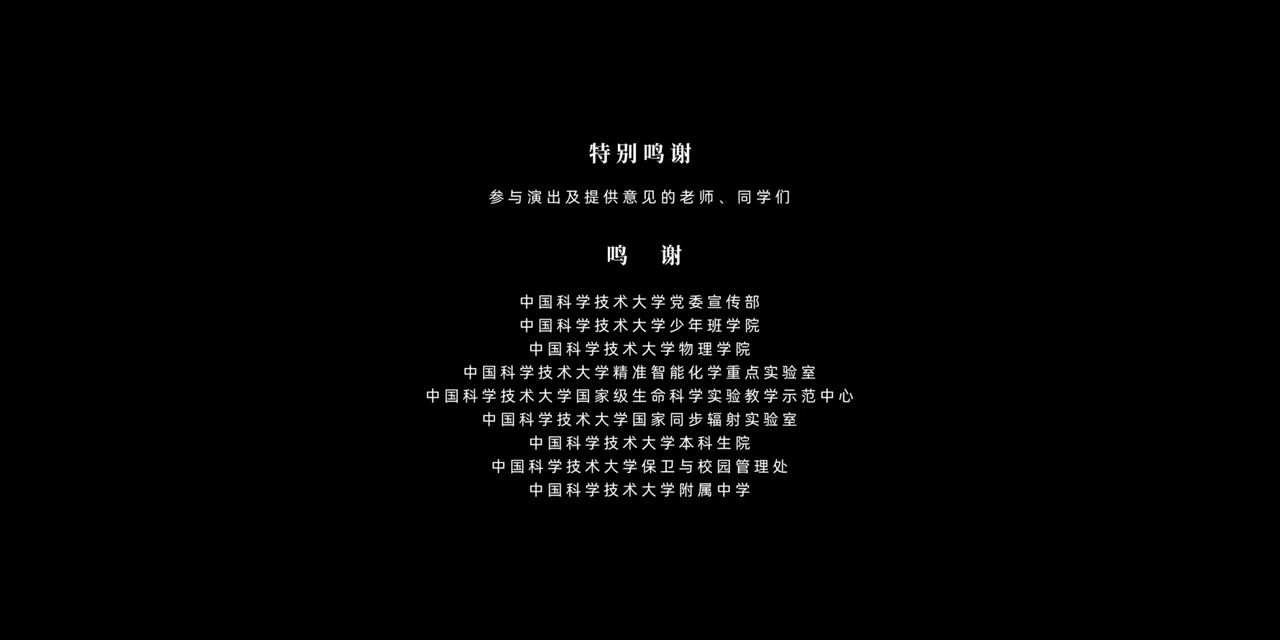 特别鸣谢
参与演出及提供意见的老师、同学们
鸣 谢
中国科学技术大学党委宣传部
中国科学技术大学少年班学院
中国科学技术大学物理学院
中国科学技术大学精准智能化学重点实验室
中国科学技术大学国家级生命科学实验教学示范中心
中国科学技术大学国家同步辐射实验室
中国科学技术大学本科生院
中国科学技术大学保卫与校园管理处
中国科学技术大学附属中学